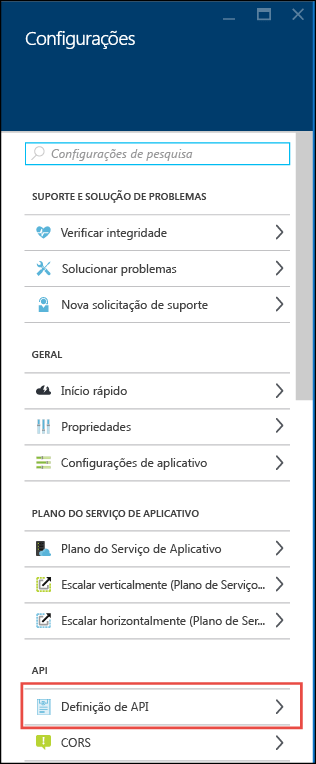 Configurações
Configurações de pesquisa
SUPORTE E SOLUÇÃO DE PROBLEMAS
Verificar integridade
Solucionar problemas
Nova solicitação de suporte
GERAL
Início rápido
Propriedades
Configurações de aplicativo
PLANO DO SERVIÇO DE APLICATIVO
Plano do Serviço de Aplicativo
Escalar verticalmente (Plano de Serviço...
Escalar horizontalmente (Plano de Ser...
API
Definição de API
CORS